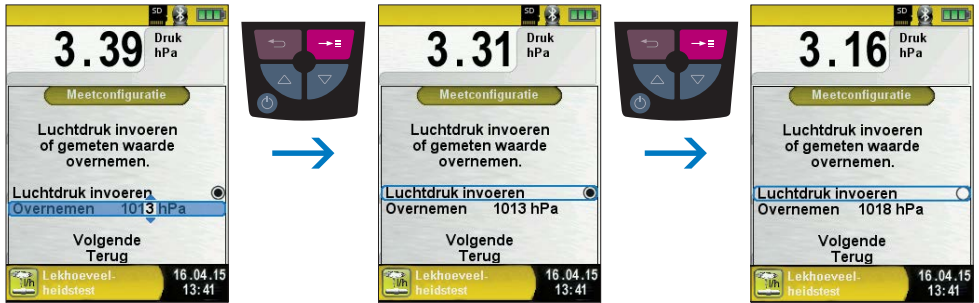 SD
3.39 Druk
hPa
Meetconfiguratie
Luchtdruk invoeren
of gemeten waarde
overnemen.
Luchtdruk invoeren
Overnemen 1013 hPa
Volgende
Terug
l/h
Lekhoeveel-
heidstest
16.04.15
13:41
SD
3.31 Druk
hPa
Meetconfiguratie
Luchtdruk invoeren
of gemeten waarde
overnemen.
Luchtdruk invoeren
Overnemen 1013 hPa
Volgende
Terug
l/h
Lekhoeveel-
heidstest
16.04.15
13:41
SD
3.16 Druk
hPa
Meetconfiguratie
Luchtdruk invoeren
of gemeten waarde
overnemen.
Luchtdruk invoeren
Overnemen 1018 hPa
Volgende
Terug
l/h
Lekhoeveel-
heidstest
16.04.15
13:41